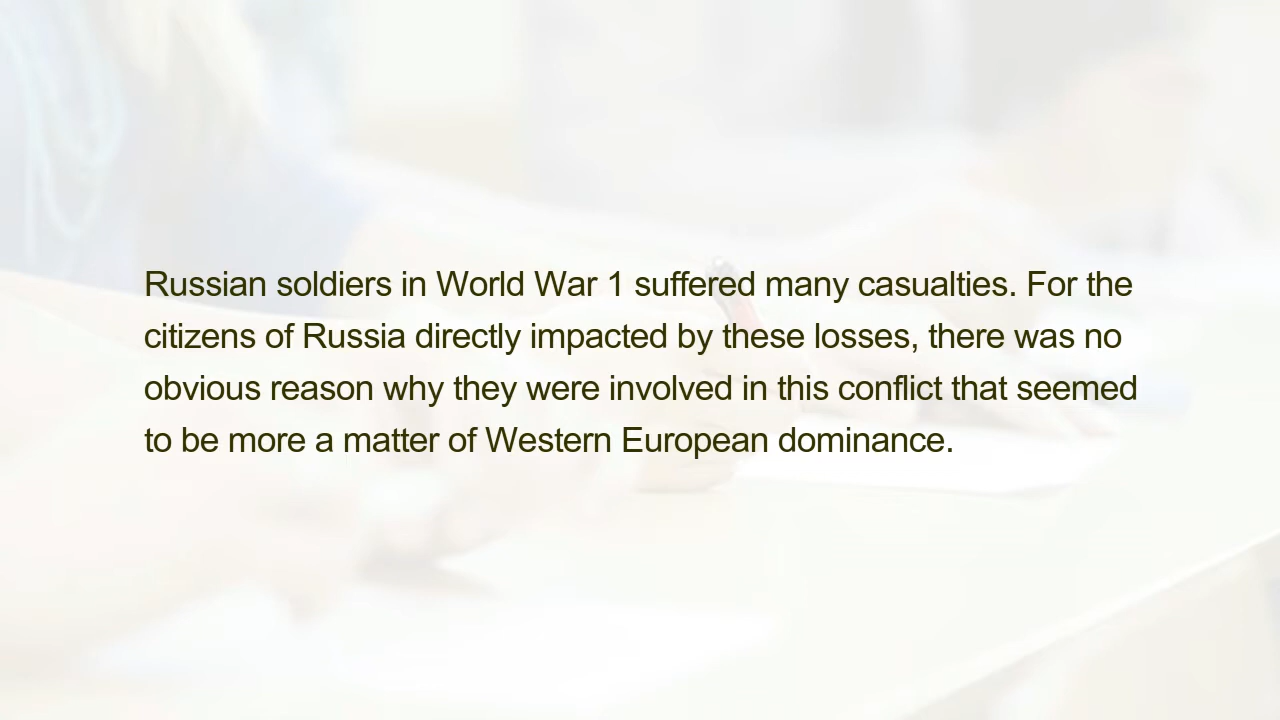 Russian soldiers in World War 1 suffered many casualties. For the
citizens of Russia directly impacted by these losses, there was no
obvious reason why they were involved in this conflict that seemed
to be more a matter of Western European dominance.